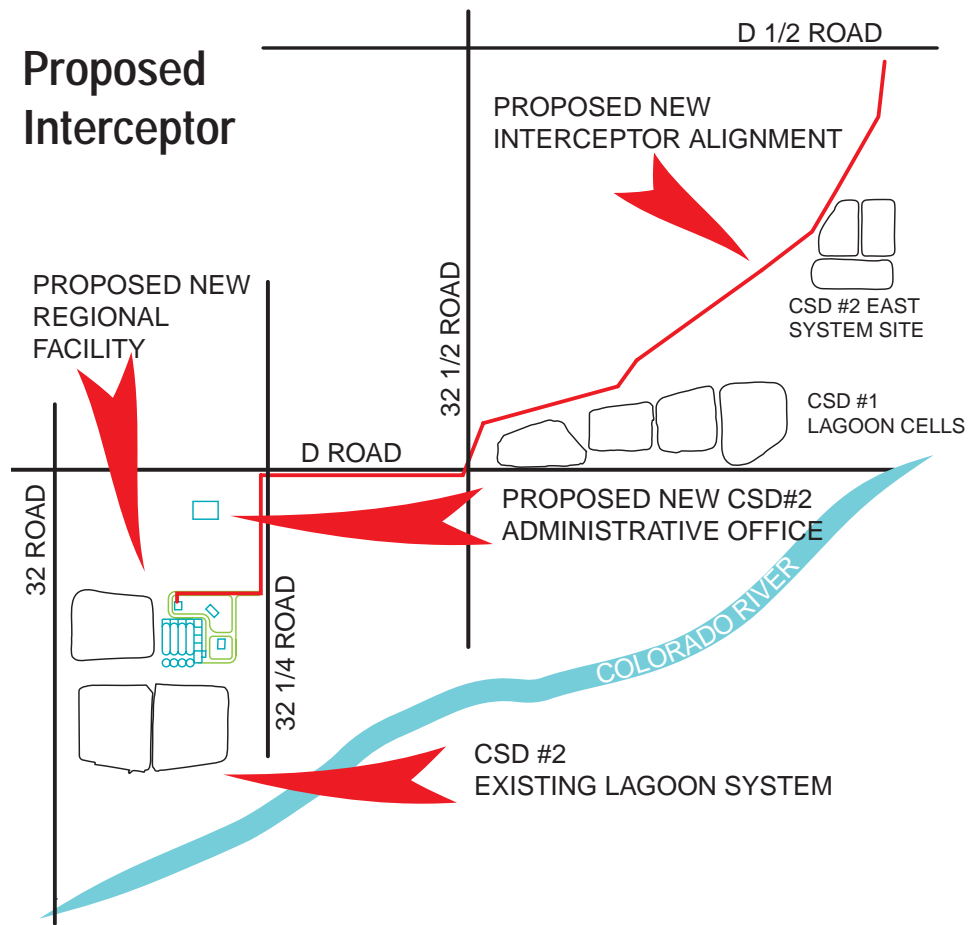 Proposed
Interceptor
D 1/2 ROAD
PROPOSED NEW
INTERCEPTOR ALIGNMENT
PROPOSED NEW
REGIONAL
FACILITY
32 1/2 ROAD
CSD #2 EAST
SYSTEM SITE
CSD #1
LAGOON CELLS
D ROAD
32 ROAD
PROPOSED NEW CSD#2
ADMINISTRATIVE OFFICE
32 1/4 ROAD
COLORADO RIVER
CSD #2
EXISTING LAGOON SYSTEM